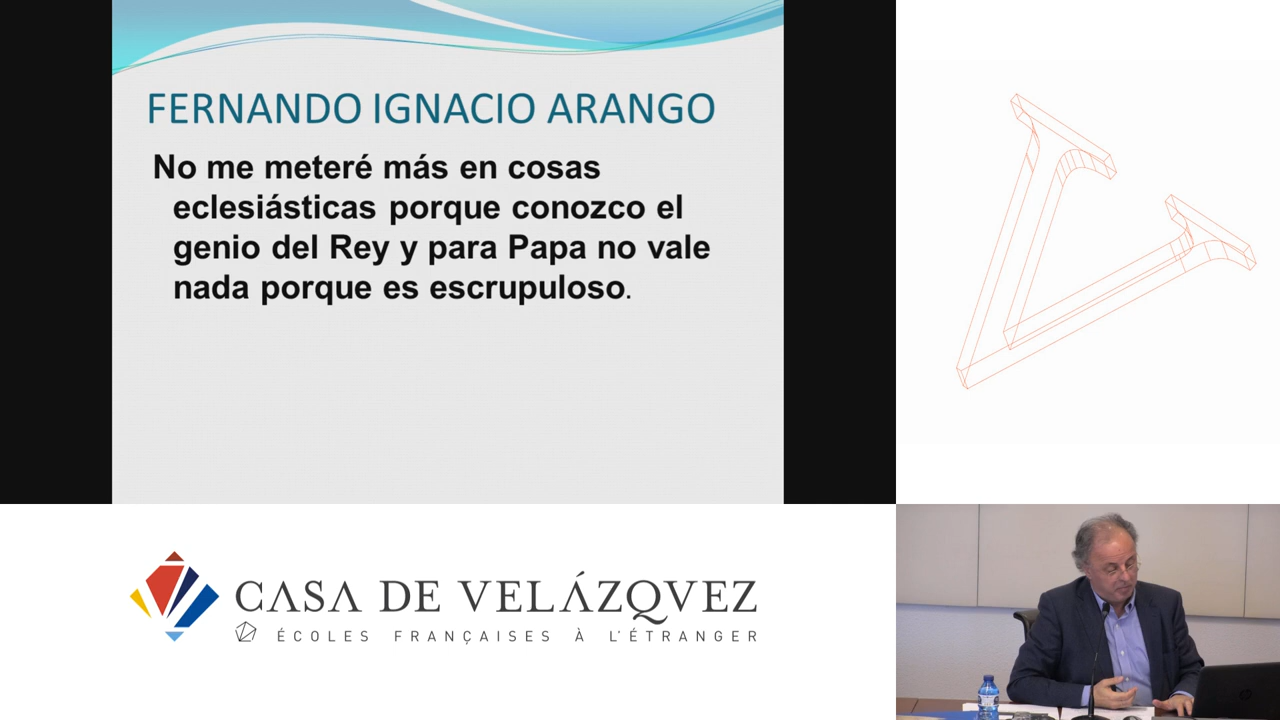 FERNANDO IGNACIO ARANGO
No me meteré más en cosas
eclesiásticas porque conozco el
genio del Rey y para Papa no vale
nada porque es escrupuloso.
CASA DE VELÁZQVEZ
ÉCOLES FRANÇAISES À L'ÉTRANGER